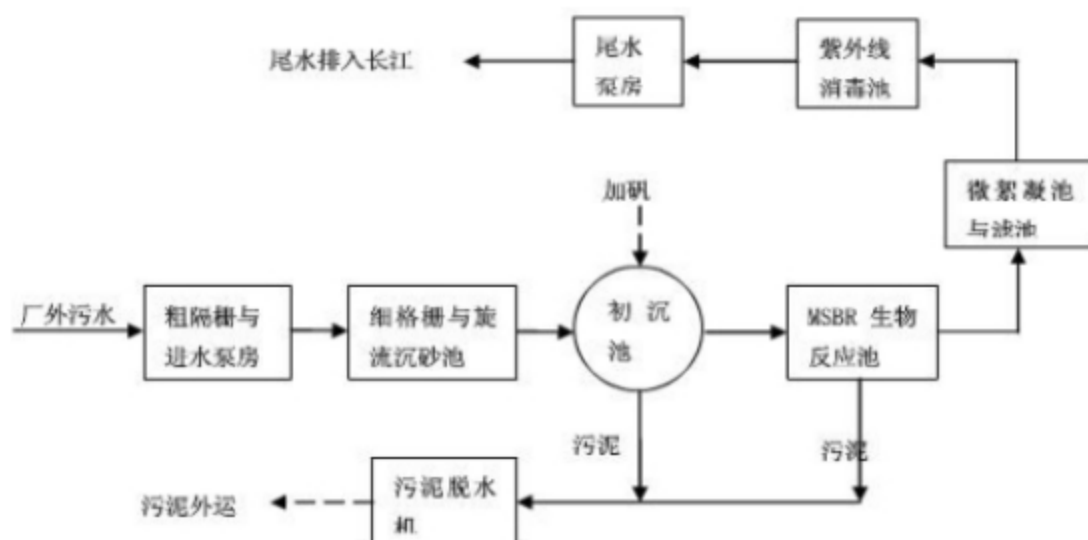 尾水排入长江
尾水
泵房
紫外线
消毒池
微絮凝池
与滤池
加矾
厂外污水
粗隔栅与
进水泵房
细格栅与旋
流沉砂池
初 沉
池
MSBR 生物
反应池
污泥
污泥
污泥外运
污泥脱水
机